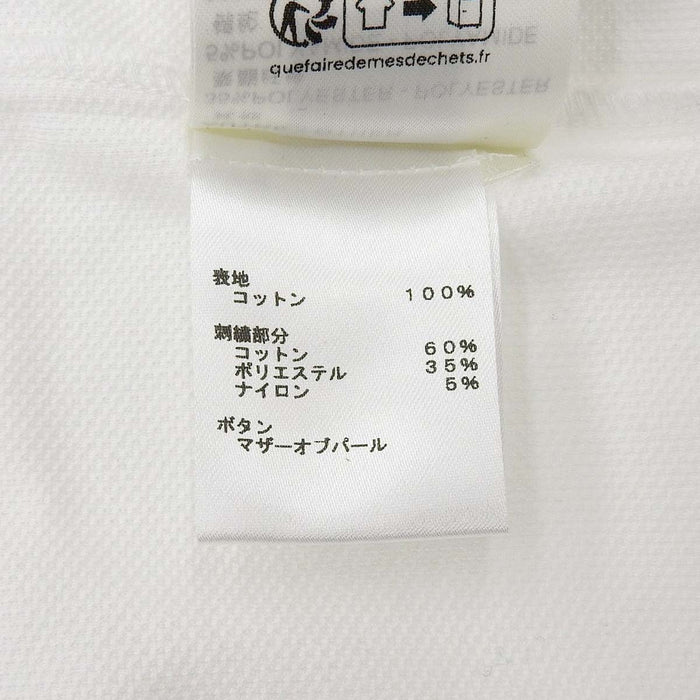 quefairedemesdechets.fr
表地
コットン 100%
刺繍部分
コットン 60%
ポリエステル 35%
ナイロン 5%
ボタン
マザーオブパール